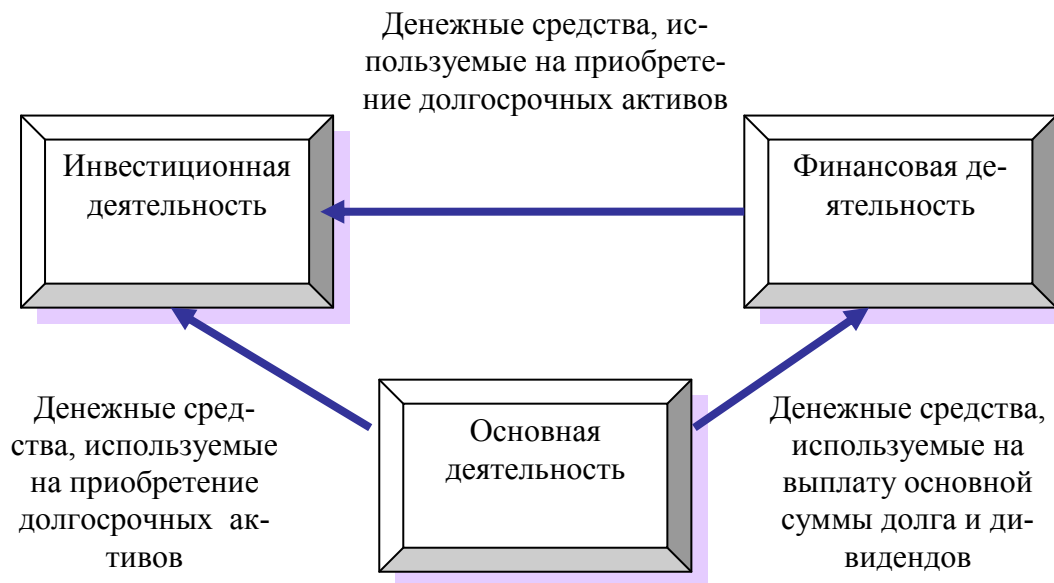 Денежные средства, ис-
пользуемые на приобрете-
ние долгосрочных активов
Инвестиционная
деятельность
Финансовая де-
ятельность
Денежные сред-
ства, используемые
на приобретение
долгосрочных ак-
тивов
Основная
деятельность
Денежные средства,
используемые на
выплату основной
суммы долга и ди-
видендов